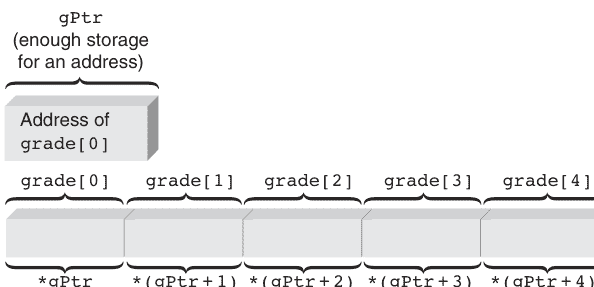 gPtr
(enough storage
for an address)
Address of
grade[0]
grade[0] grade[1] grade[2] grade[3] grade[4]
*gPtr *(gPtr+1) *(gPtr+2) *(gPtr+3) *(gPtr+4)